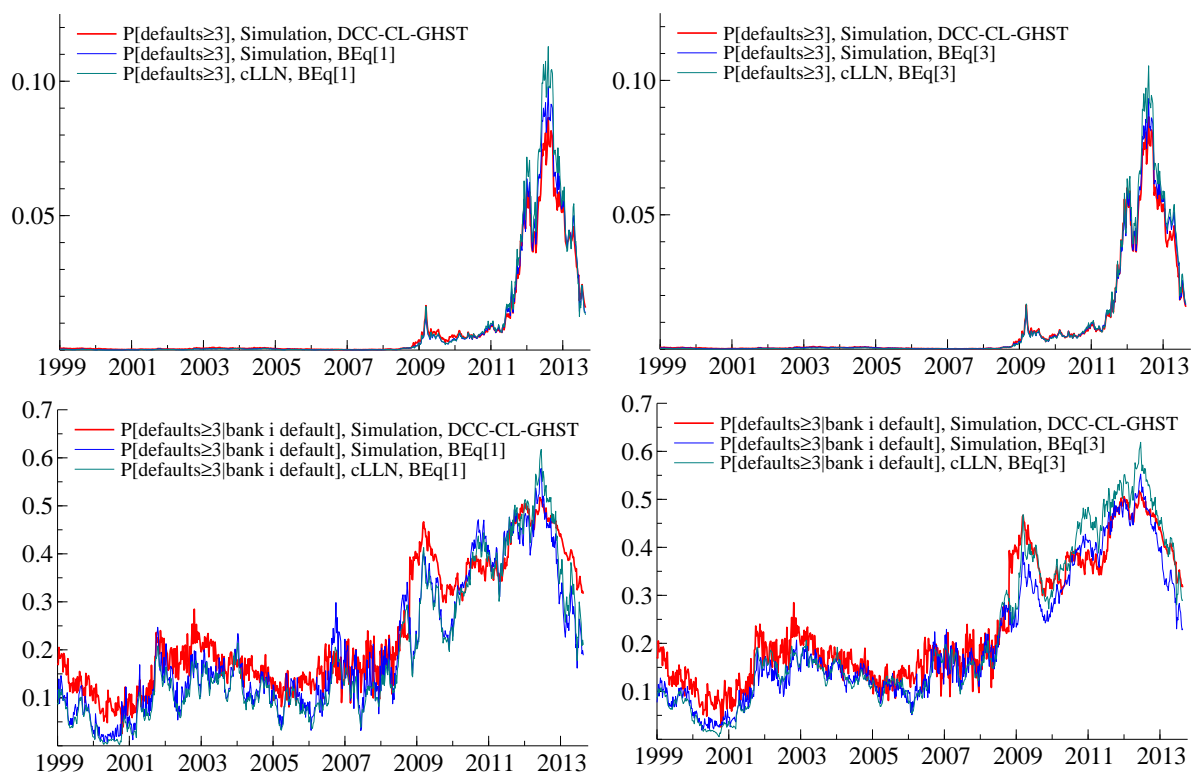 P[defaults≥3], Simulation, DCC-CL-GHST
P[defaults≥3], Simulation, BEq[1]
P[defaults≥3], cLLN, BEq[1]
0.10
0.05
1999 2001 2003 2005 2007 2009 2011 2013
P[defaults≥3], Simulation, DCC-CL-GHST
P[defaults≥3], Simulation, BEq[3]
P[defaults≥3], cLLN, BEq[3]
0.10
0.05
1999 2001 2003 2005 2007 2009 2011 2013
0.7
P[defaults≥3|bank i default], Simulation, DCC-CL-GHST
P[defaults≥3|bank i default], Simulation, BEq[1]
P[defaults≥3|bank i default], cLLN, BEq[1]
0.6
0.5
0.4
0.3
0.2
0.1
1999 2001 2003 2005 2007 2009 2011 2013
0.7
P[defaults≥3|bank i default], Simulation, DCC-CL-GHST
P[defaults≥3|bank i default], Simulation, BEq[3]
P[defaults≥3|bank i default], cLLN, BEq[3]
0.6
0.5
0.4
0.3
0.2
0.1
1999 2001 2003 2005 2007 2009 2011 2013